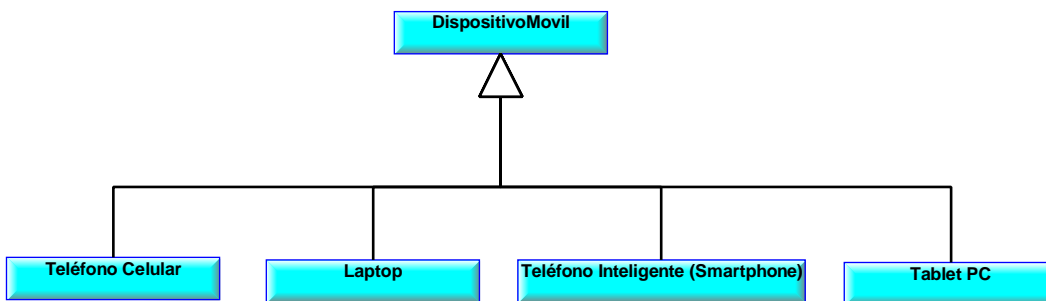 DispositivoMovil
Teléfono Celular
Laptop
Teléfono Inteligente (Smartphone)
Tablet PC